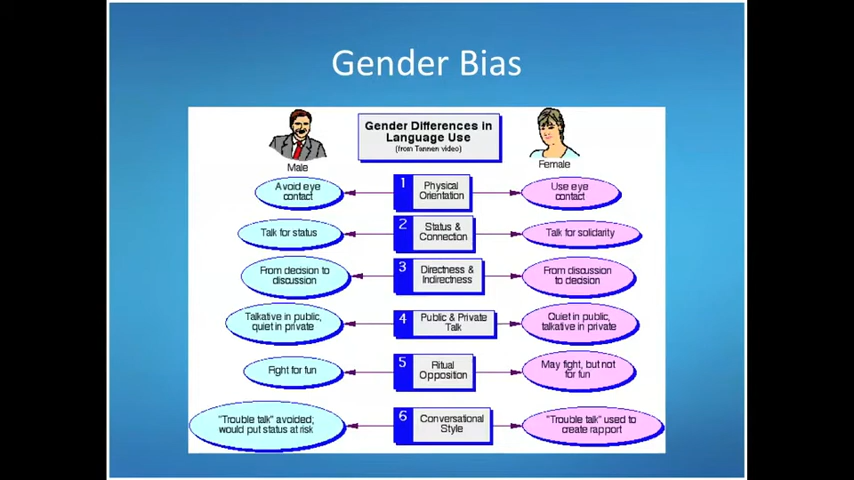 Gender Bias
Gender Differences in
Language Use
(from Tannen video)
Male
Female
Avoid eye
contact
1
Physical
Orientation
Use eye
contact
Talk for status
2
Status &
Connection
Talk for solidarity
From decision to
discussion
3
Directness &
Indirectness
From discussion
to decision
Talkative in public,
quiet in private
4
Public & Private
Talk
Quiet in public,
talkative in private
Fight for fun
5
Ritual
Opposition
May fight, but not
for fun
"Trouble talk" avoided;
would put status at risk
6
Conversational
Style
"Trouble talk" used to
create rapport